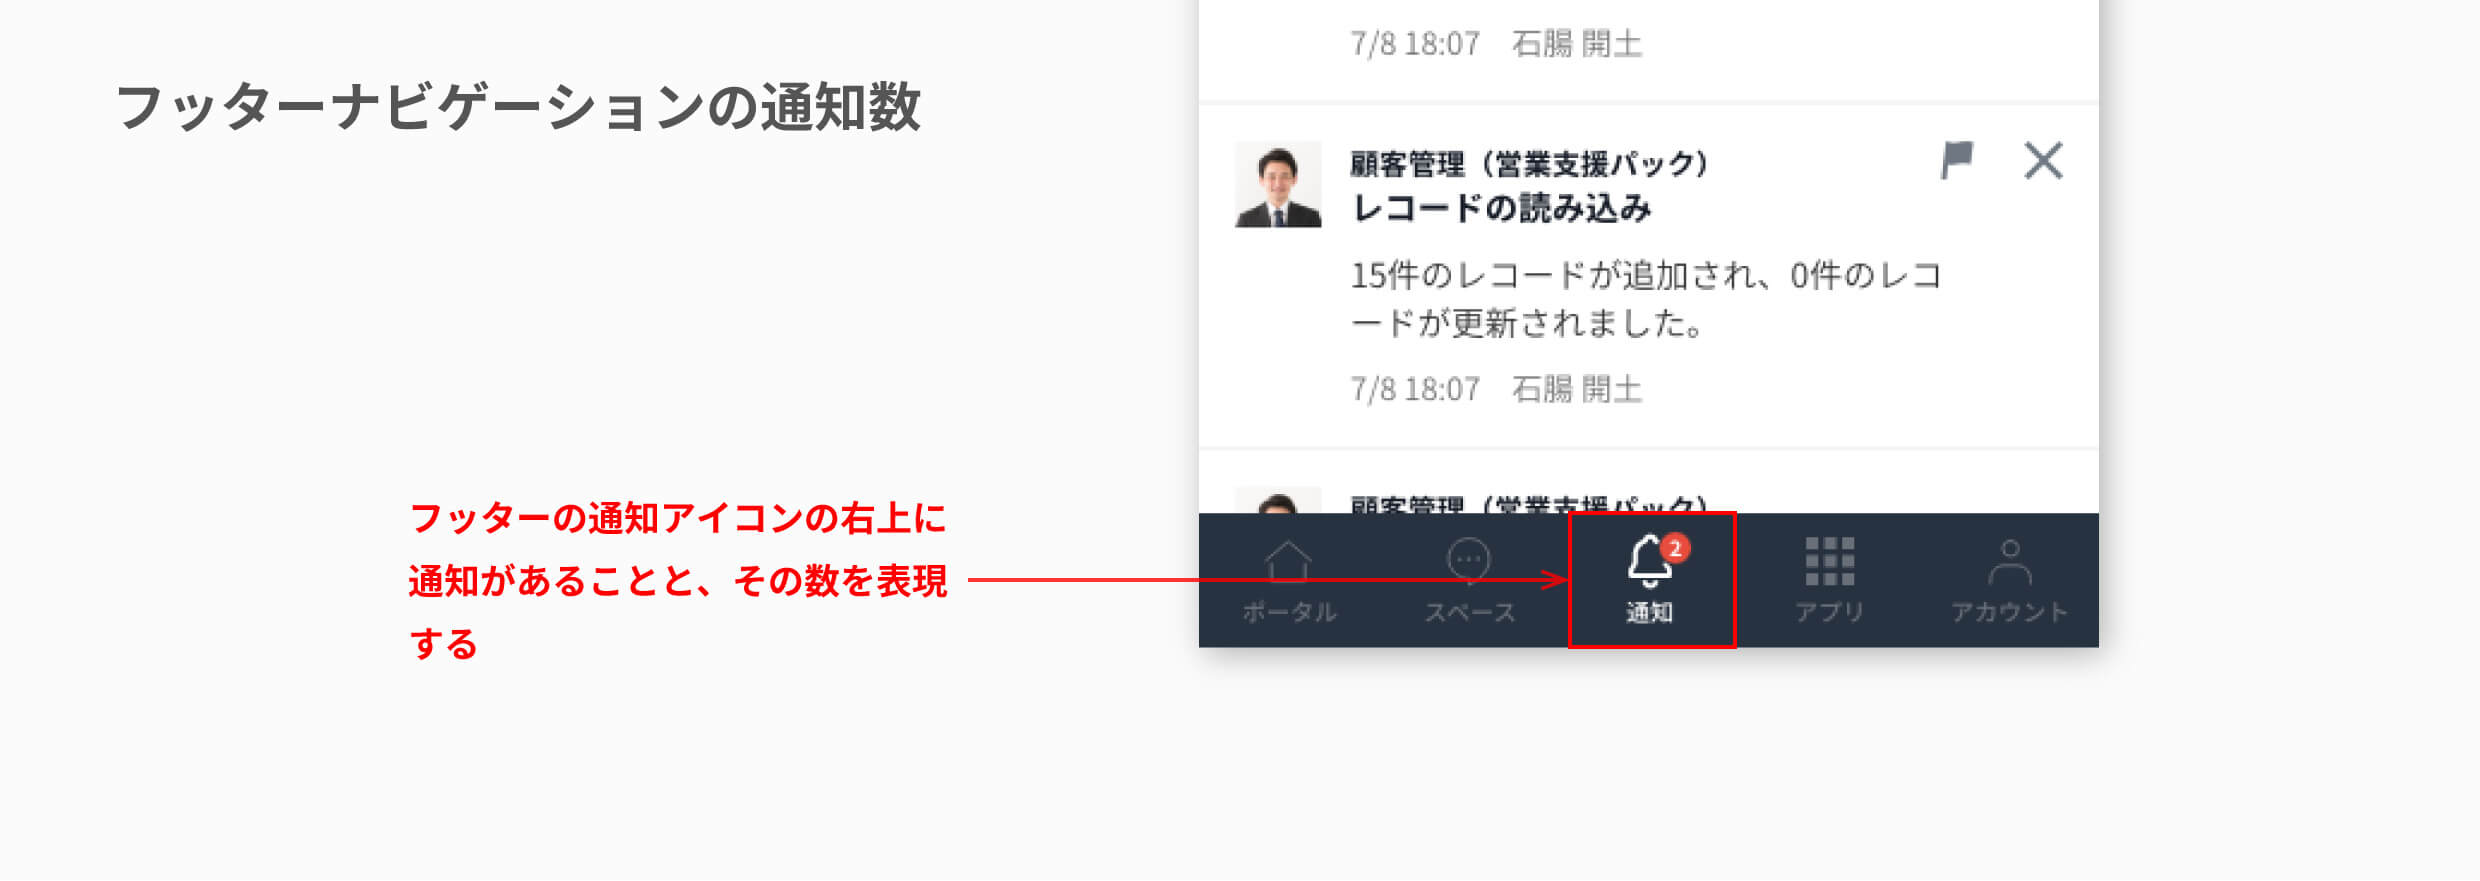 フッターナビゲーションの通知数
7/8 18:07 石腸 開土
顧客管理（営業支援パック）
レコードの読み込み
15件のレコードが追加され、0件のレコ
ードが更新されました。
7/8 18:07 石腸 開土
顧客管理（営業支援パック）
フッターの通知アイコンの右上に
通知があることと、その数を表現
する
2
ポータル
スペース
通知
アプリ
アカウント